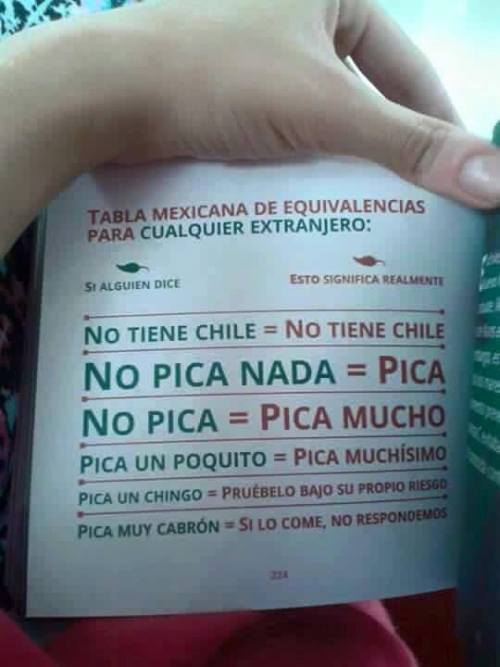 TABLA MEXICANA DE EQUIVALENCIAS
PARA CUALQUIER EXTRANJERO:
SI ALGUIEN DICE
ESTO SIGNIFICA REALMENTE
NO TIENE CHILE = NO TIENE CHILE
NO PICA NADA = PICA
NO PICA = PICA MUCHO
PICA UN POQUITO = PICA MUCHÍSIMO
PICA UN CHINGO = PRUÉBELO BAJO SU PROPIO RIESGO
PICA MUY CABRÓN = SI LO COME, NO RESPONDEMOS